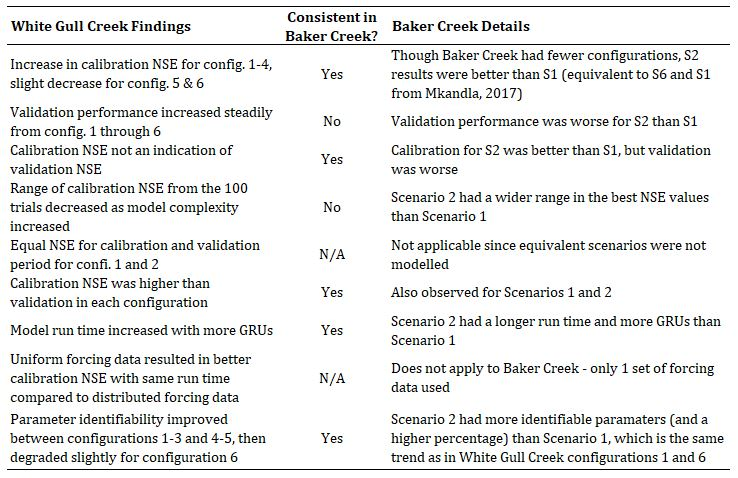 White Gull Creek Findings
Consistent in
Baker Creek?
Baker Creek Details
Increase in calibration NSE for config. 1-4,
slight decrease for config. 5 & 6
Yes
Though Baker Creek had fewer configurations, S2
results were better than S1 (equivalent to S6 and S1
from Mkandla, 2017)
Validation performance increased steadily
from config. 1 through 6
No
Validation performance was worse for S2 than S1
Calibration NSE not an indication of
validation NSE
Yes
Calibration for S2 was better than S1, but validation
was worse
Range of calibration NSE from the 100
trials decreased as model complexity
increased
No
Scenario 2 had a wider range in the best NSE values
than Scenario 1
Equal NSE for calibration and validation
period for confi. 1 and 2
N/A
Not applicable since equivalent scenarios were not
modelled
Calibration NSE was higher than
validation in each configuration
Yes
Also observed for Scenarios 1 and 2
Model run time increased with more GRUs
Yes
Scenario 2 had a longer run time and more GRUs than
Scenario 1
Uniform forcing data resulted in better
calibration NSE with same run time
compared to distributed forcing data
N/A
Does not apply to Baker Creek - only 1 set of forcing
data used
Parameter identifiability improved
between configurations 1-3 and 4-5, then
degraded slightly for configuration 6
Yes
Scenario 2 had more identifiable paramaters (and a
higher percentage) than Scenario 1, which is the same
trend as in White Gull Creek configurations 1 and 6